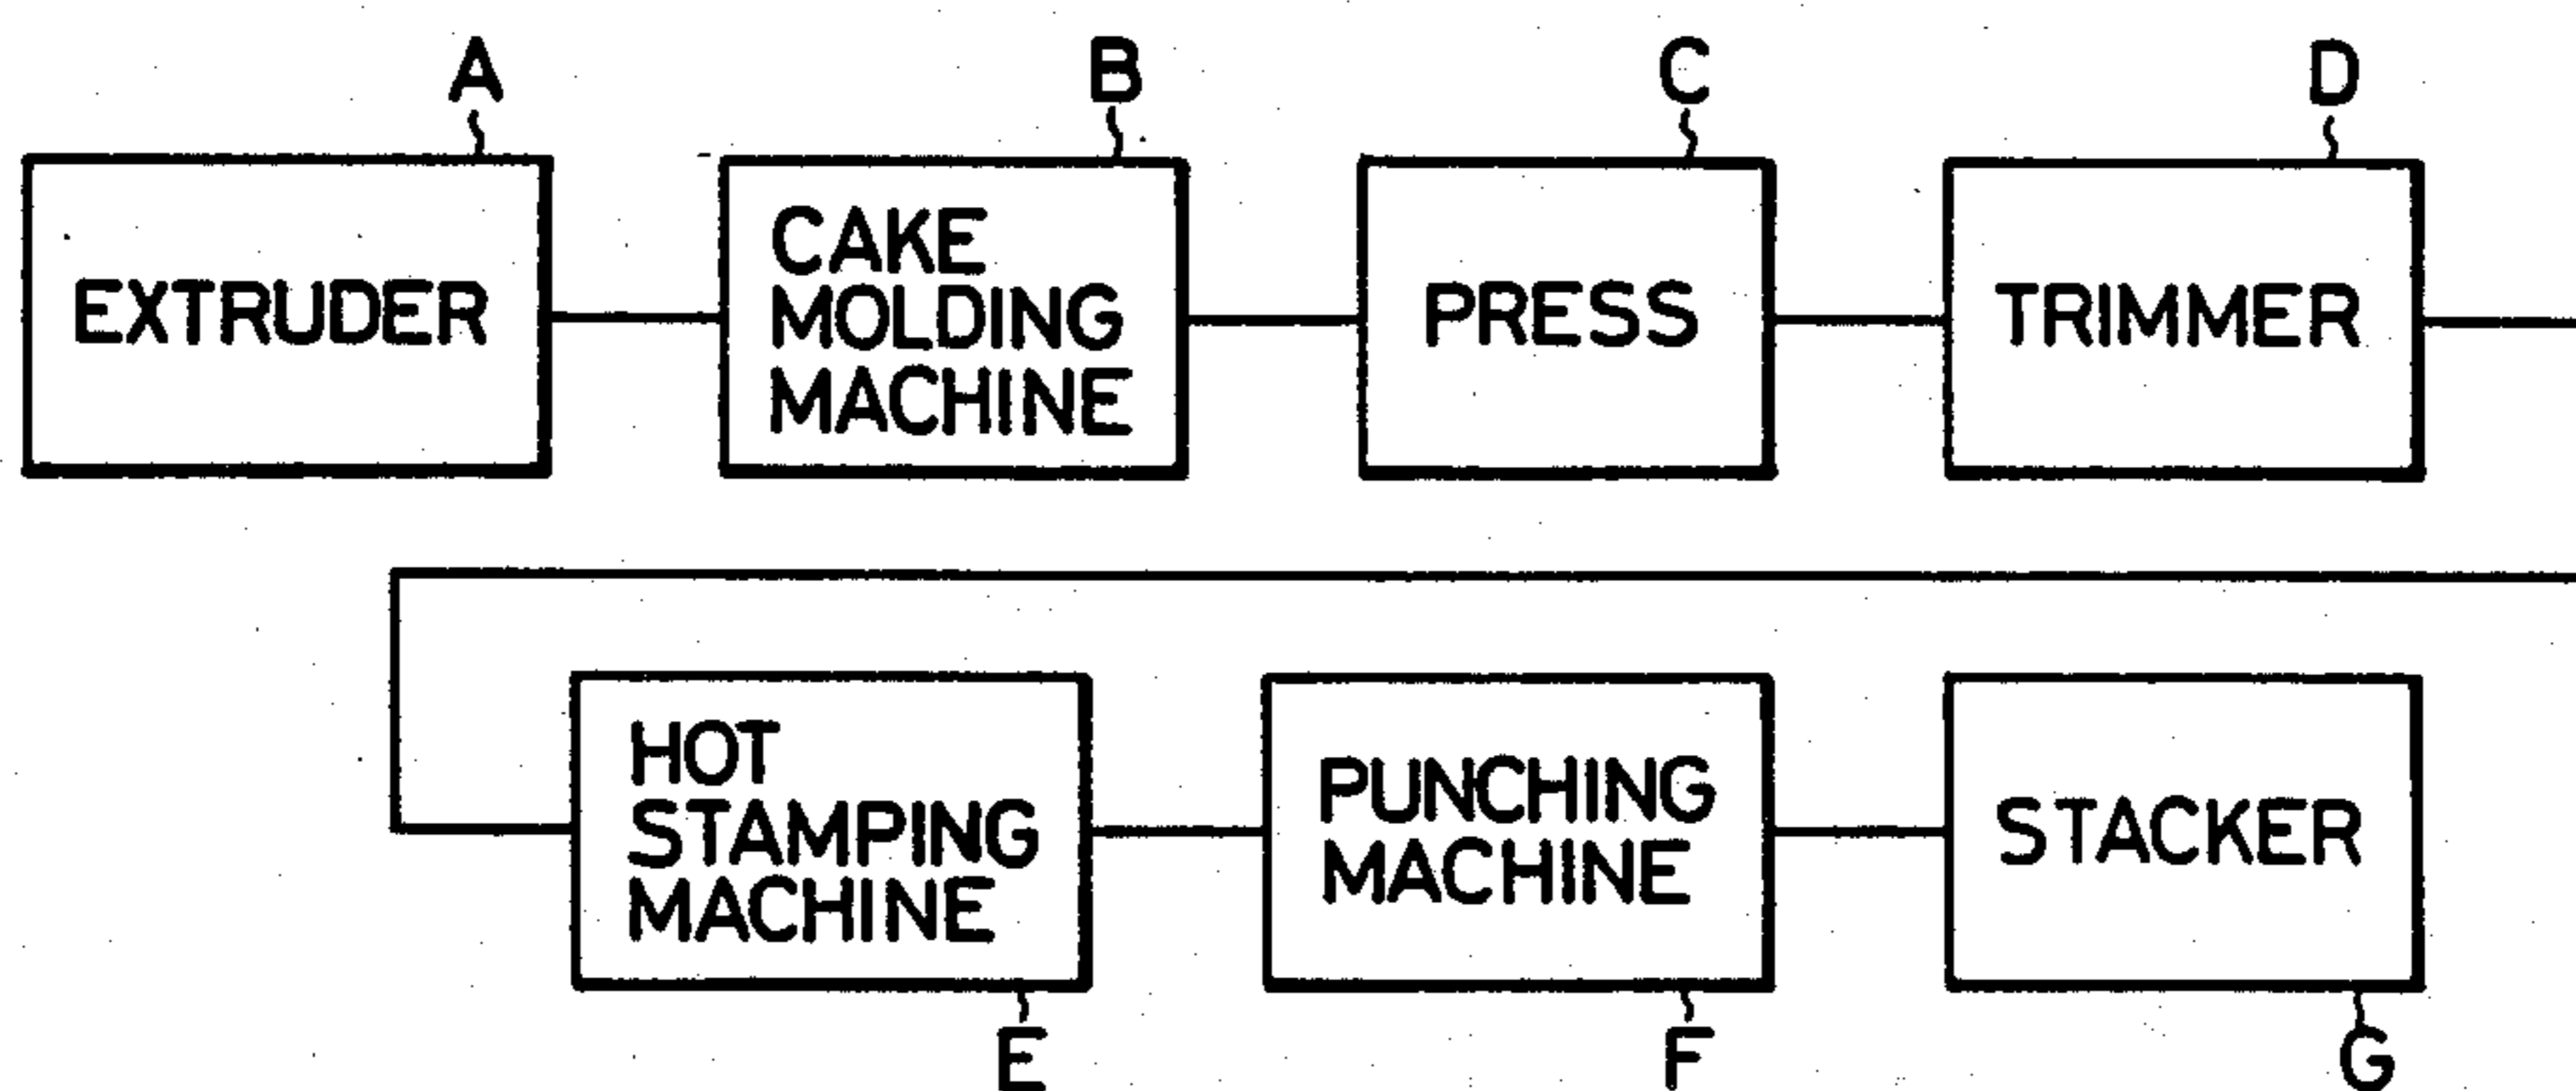 A
B
C
D
EXTRUDER
CAKE
MOLDING
MACHINE
PRESS
TRIMMER
HOT
STAMPING
MACHINE
PUNCHING
MACHINE
STACKER
E
F
G